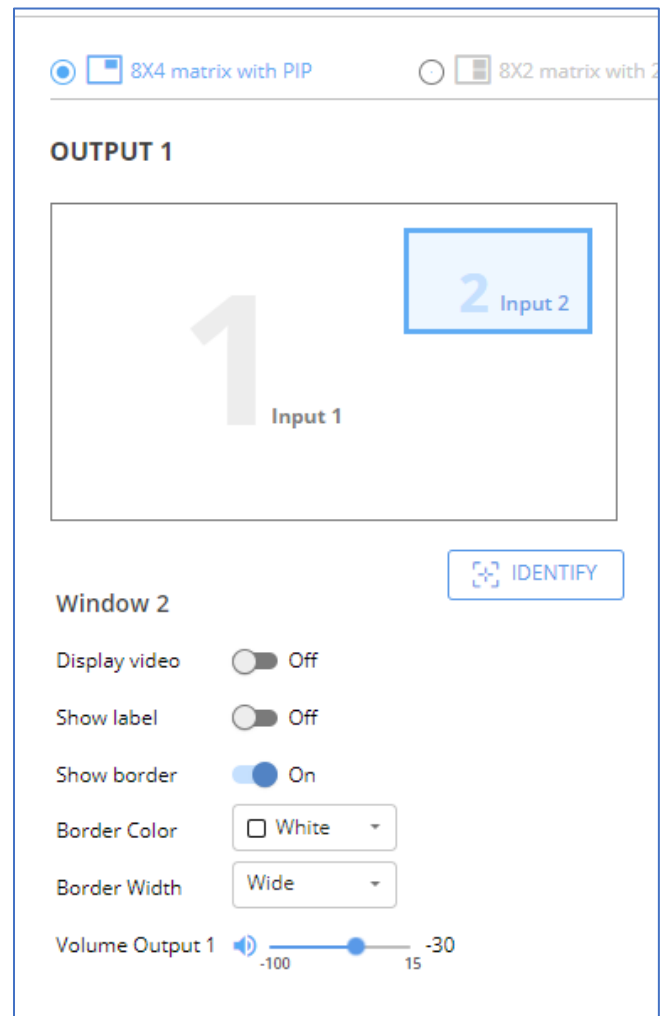 8X4 matrix with PIP
8X2 matrix with 2
OUTPUT 1
1
Input 1
2
Input 2
IDENTIFY
Window 2
Display video Off
Show label Off
Show border On
Border Color White
Border Width Wide
Volume Output 1 -30
-100 15